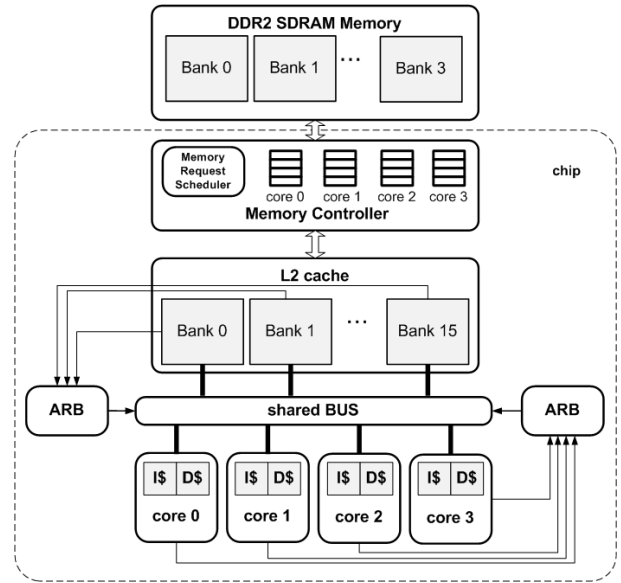 DDR2 SDRAM Memory
Bank 0 Bank 1 ... Bank 3
Memory
Request
Scheduler
chip
core 0 core 1 core 2 core 3
Memory Controller
L2 cache
Bank 0 Bank 1 ... Bank 15
ARB shared BUS ARB
I$ D$ I$ D$ I$ D$ I$ D$
core 0 core 1 core 2 core 3